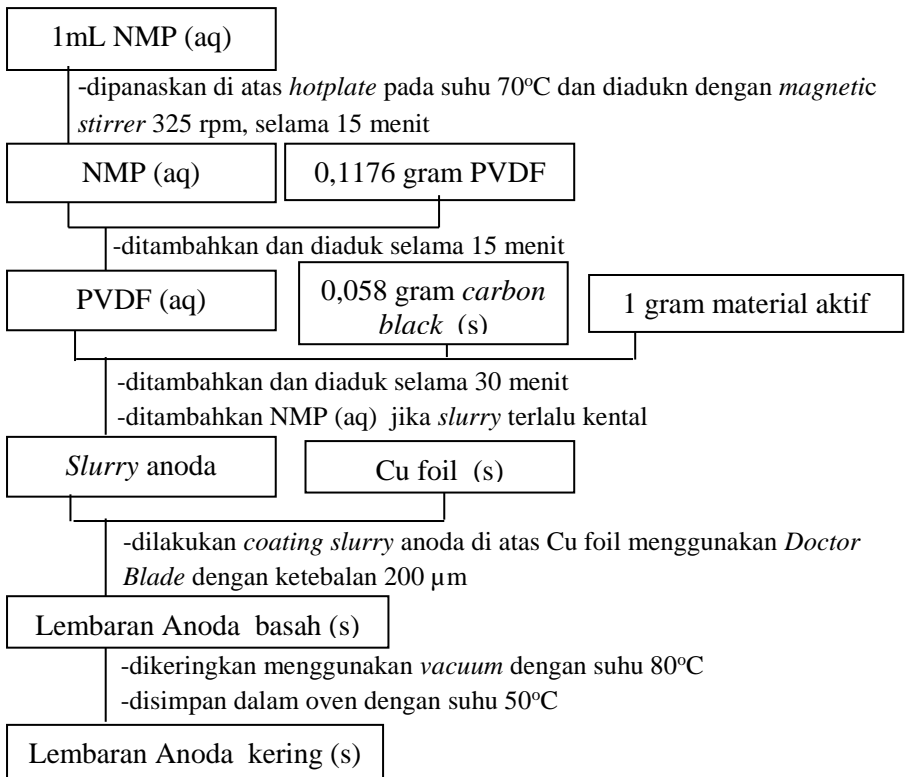 1mL NMP (aq)
-dipanaskan di atas hotplate pada suhu 70°C dan diadukn dengan magnetic
stirrer 325 rpm, selama 15 menit
NMP (aq)
0,1176 gram PVDF
-ditambahkan dan diaduk selama 15 menit
PVDF (aq)
0,058 gram carbon
black (s)
1 gram material aktif
-ditambahkan dan diaduk selama 30 menit
-ditambahkan NMP (aq) jika slurry terlalu kental
Slurry anoda
Cu foil (s)
-dilakukan coating slurry anoda di atas Cu foil menggunakan Doctor
Blade dengan ketebalan 200 µm
Lembaran Anoda basah (s)
-dikeringkan menggunakan vacuum dengan suhu 80°C
-disimpan dalam oven dengan suhu 50°C
Lembaran Anoda kering (s)